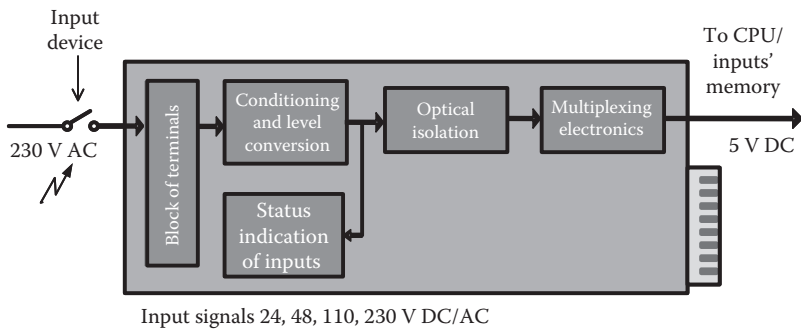 Input
device
230 V AC
Block of terminals
Conditioning
and level
conversion
Status
indication
of inputs
Optical
isolation
Multiplexing
electronics
To CPU/
inputs’
memory
5 V DC
Input signals 24, 48, 110, 230 V DC/AC